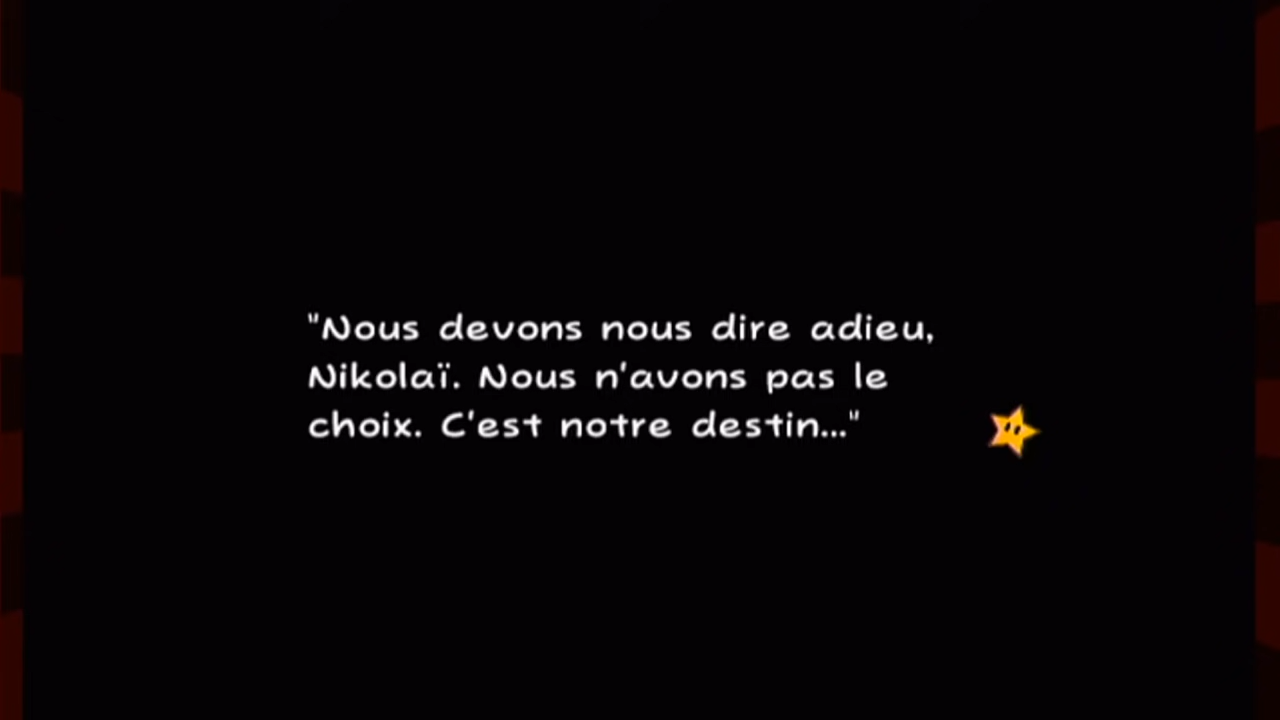 "Nous devons nous dire adieu,
Nikolaï. Nous n'avons pas le
choix. C'est notre destin..."